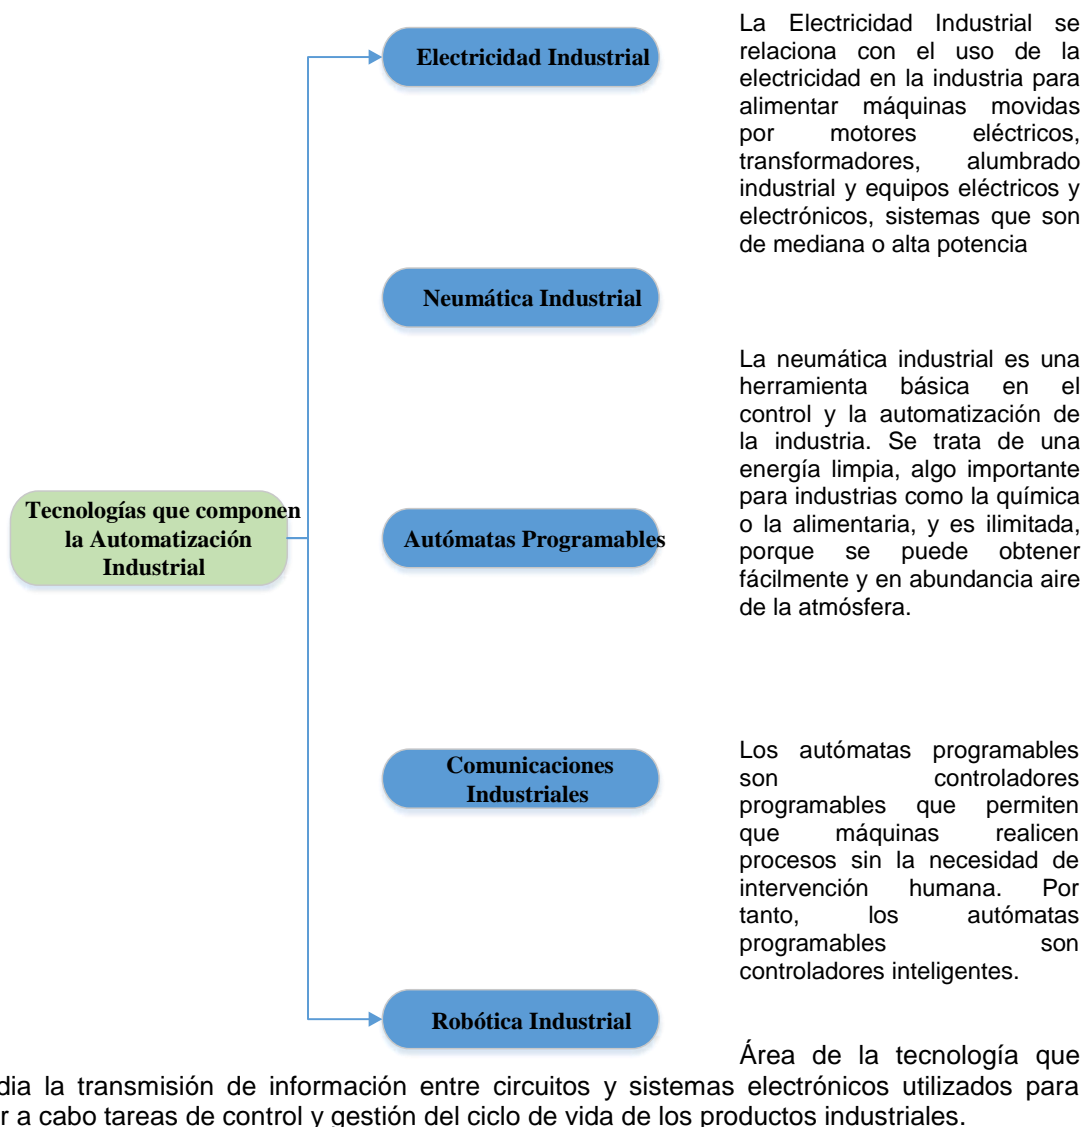 Electricidad Industrial
Neumática Industrial
Tecnologías que componen
la Automatización
Industrial
Autómatas Programables
Comunicaciones
Industriales
Robótica Industrial
La Electricidad Industrial se
relaciona con el uso de la
electricidad en la industria para
alimentar máquinas movidas
por motores eléctricos,
transformadores, alumbrado
industrial y equipos eléctricos y
electrónicos, sistemas que son
de mediana o alta potencia
La neumática industrial es una
herramienta básica en el
control y la automatización de
la industria. Se trata de una
energía limpia, algo importante
para industrias como la química
o la alimentaria, y es ilimitada,
porque se puede obtener
fácilmente y en abundancia aire
de la atmósfera.
Los autómatas programables
son controladores
programables que permiten
que máquinas realicen
procesos sin la necesidad de
intervención humana. Por
tanto, los autómatas
programables son
controladores inteligentes.
Área de la tecnología que
dia la transmisión de información entre circuitos y sistemas electrónicos utilizados para
r a cabo tareas de control y gestión del ciclo de vida de los productos industriales.